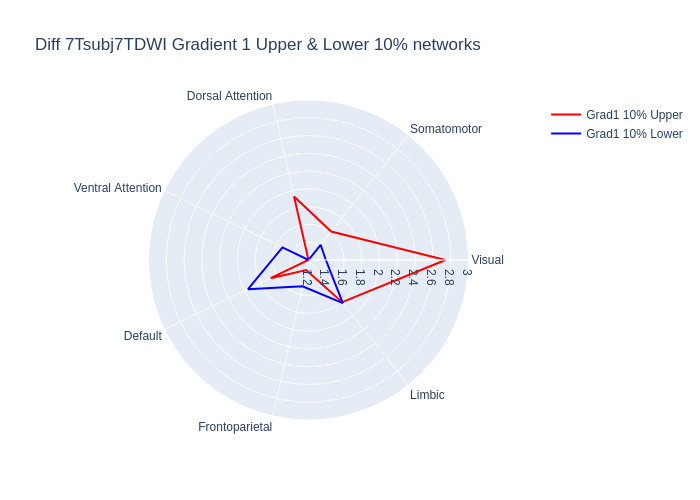 Diff 7Tsubj7TDWI Gradient 1 Upper & Lower 10% networks
Dorsal Attention
Somatomotor
Grad1 10% Upper
Grad1 10% Lower
Ventral Attention
Visual
1.2
1.4
1.6
1.8
2
2.2
2.4
2.6
2.8
3
Default
Limbic
Frontoparietal